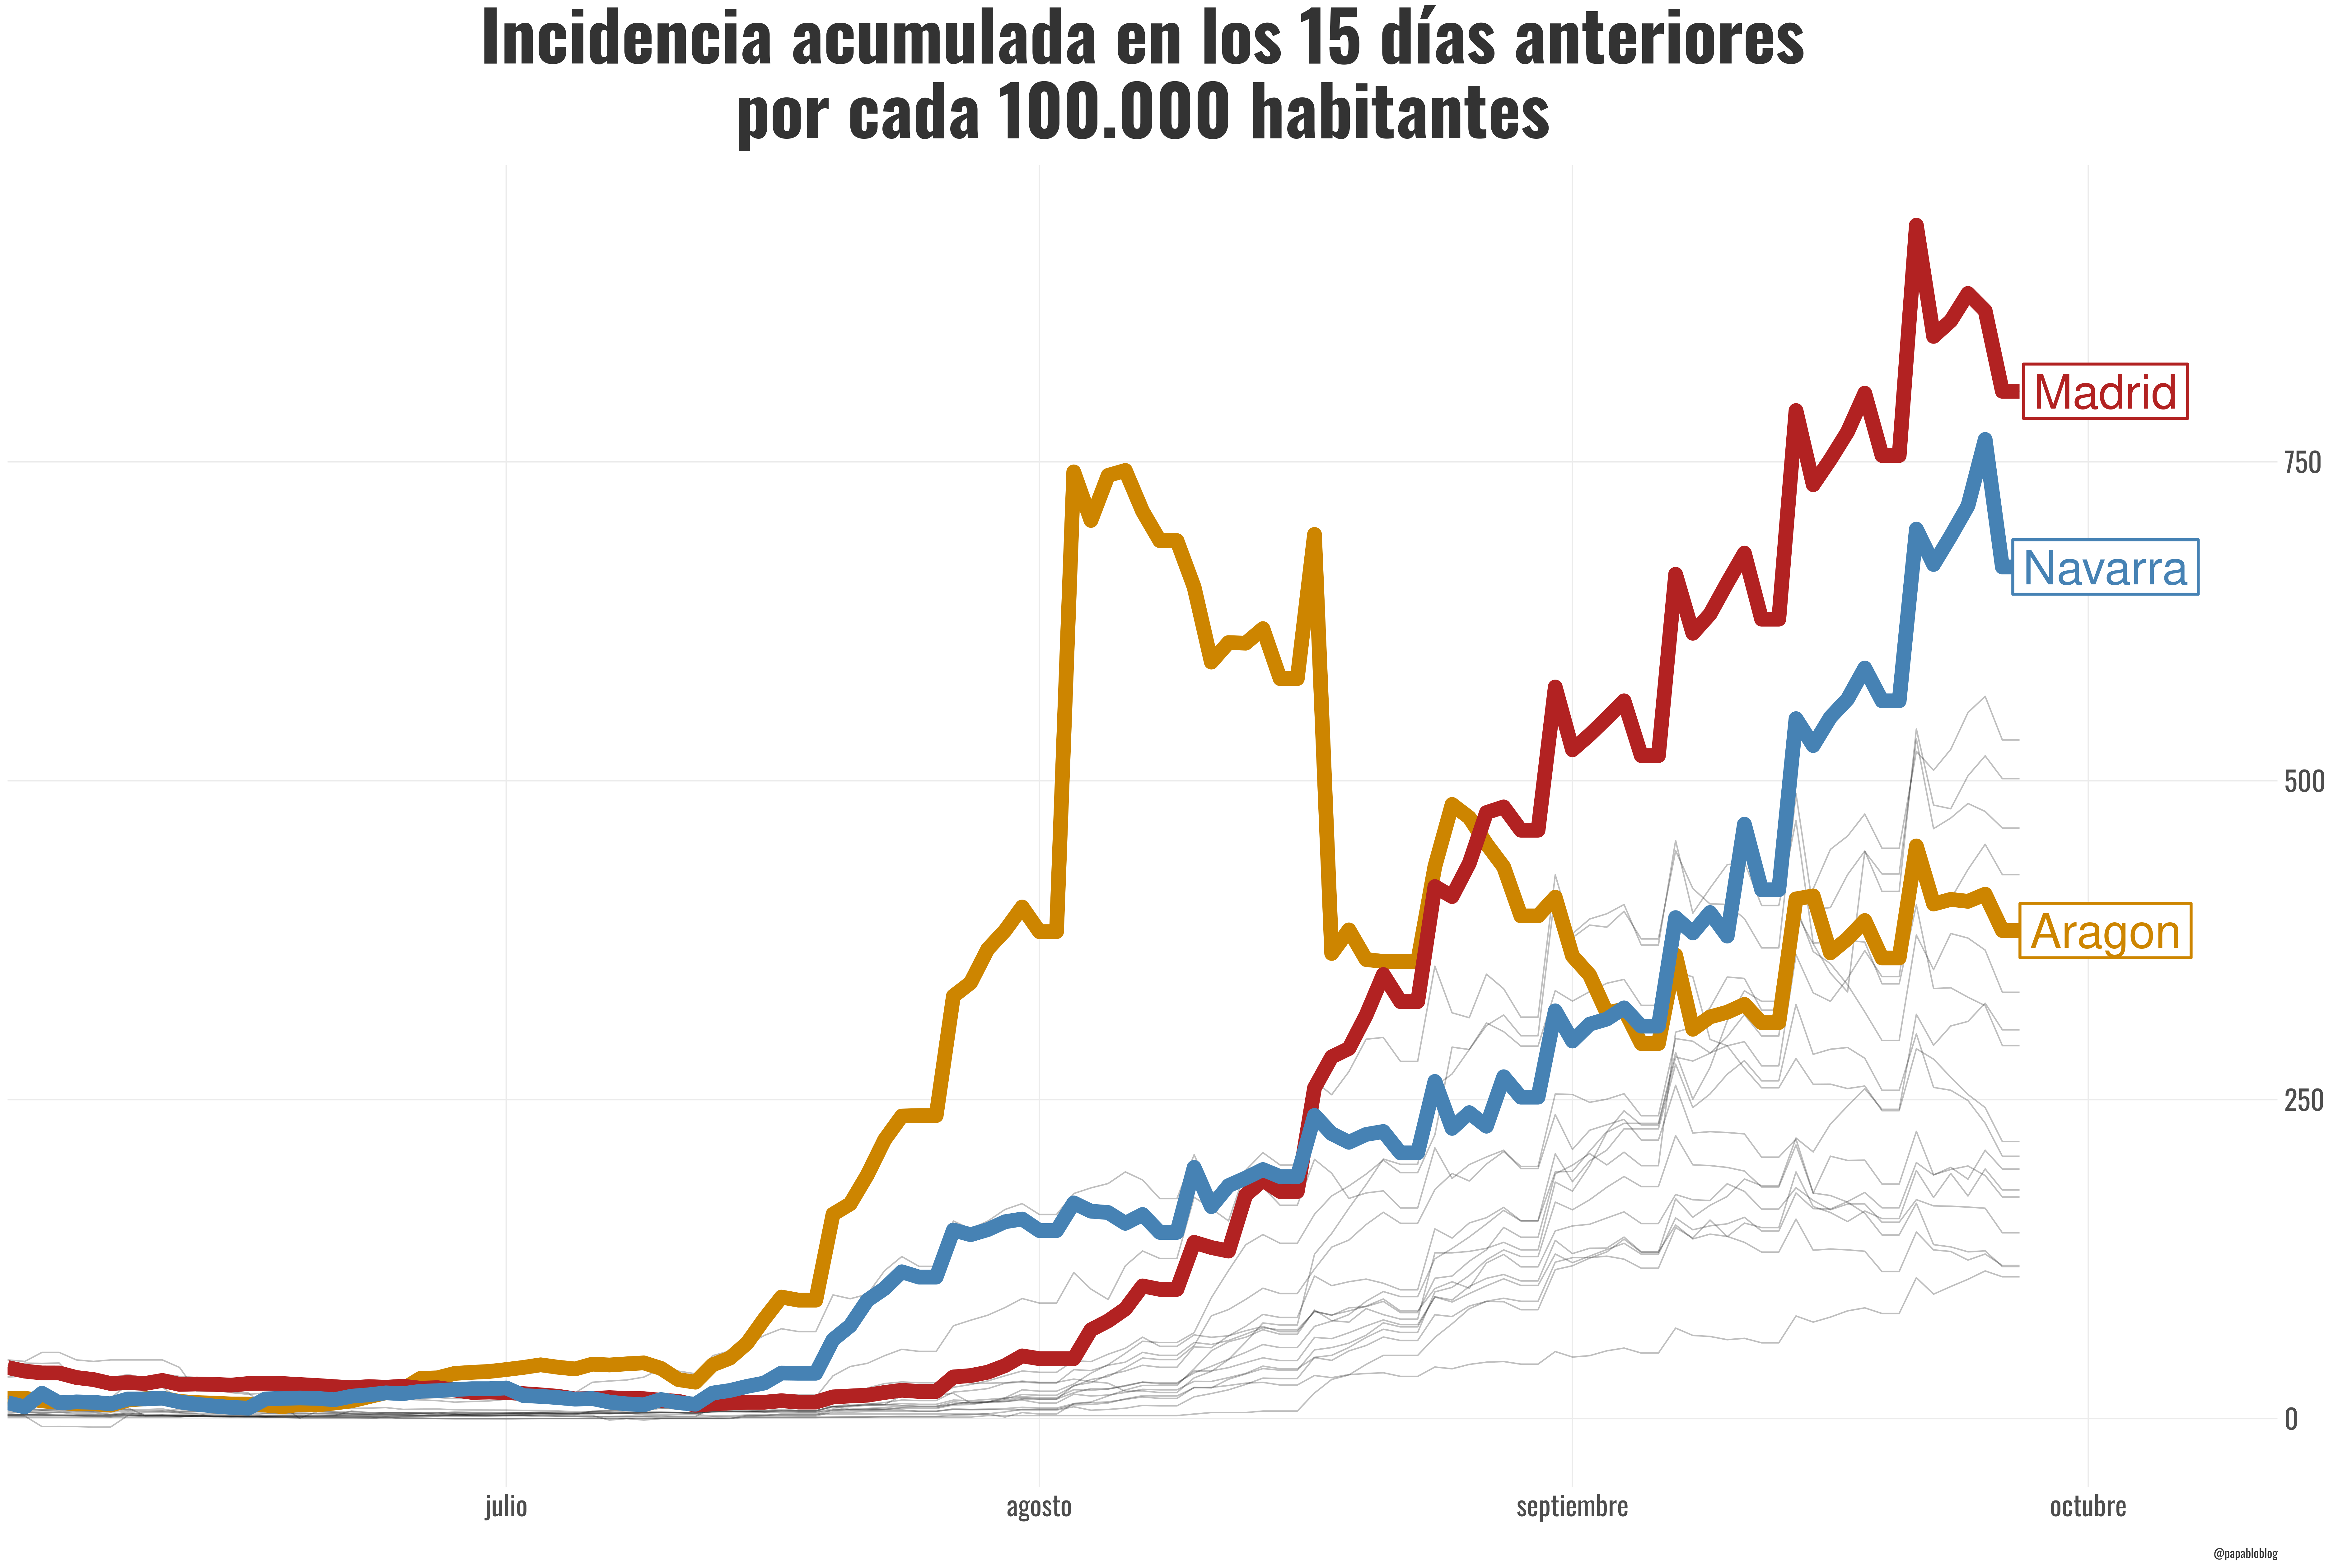 Incidencia acumulada en los 15 días anteriores
por cada 100.000 habitantes
Madrid
750
Navarra
500
Aragon
250
0
julio
agosto
septiembre
octubre
@papabloblog